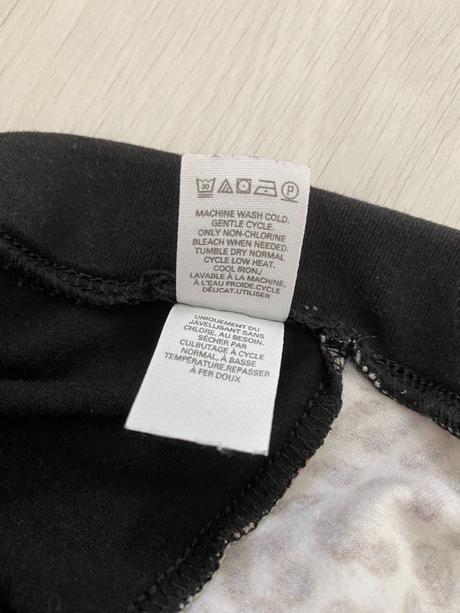 30 P
MACHINE WASH COLD,
GENTLE CYCLE.
ONLY NON-CHLORINE
BLEACH WHEN NEEDED.
TUMBLE DRY NORMAL
CYCLE LOW HEAT.
COOL IRON./
LAVABLE À LA MACHINE,
À L'EAU FROIDE.CYCLE
DÉLICAT.UTILISER
UNIQUEMENT DU
JAVELLISANT SANS
CHLORE, AU BESOIN.
SÉCHER PAR
CULBUTAGE À CYCLE
NORMAL, À BASSE
TEMPÉRATURE.REPASSER
À FER DOUX